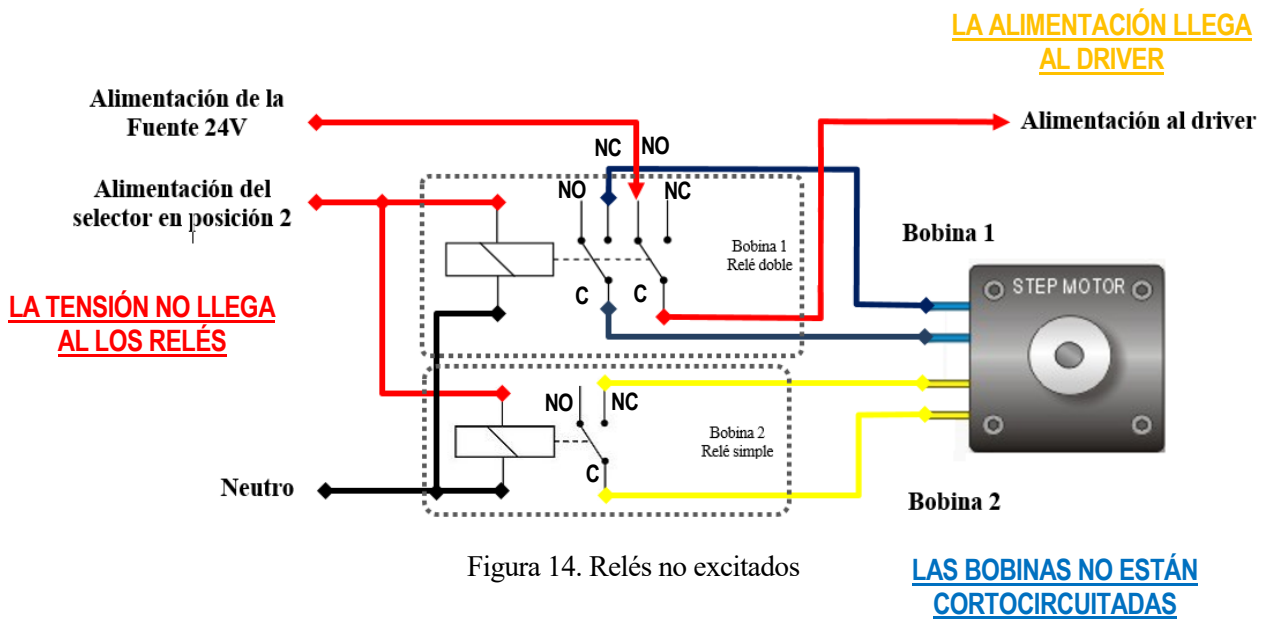 LA ALIMENTACIÓN LLEGA
AL DRIVER
Alimentación de la
Fuente 24V
Alimentación al driver
NC NO
Alimentación del
selector en posición 2
NO
NC
Bobina 1
Relé doble
Bobina 1
STEP MOTOR
C
C
LA TENSIÓN NO LLEGA
AL LOS RELÉS
NO
NC
Bobina 2
Relé simple
C
Neutro
Bobina 2
Figura 14. Relés no excitados
LAS BOBINAS NO ESTÁN
CORTOCIRCUITADAS